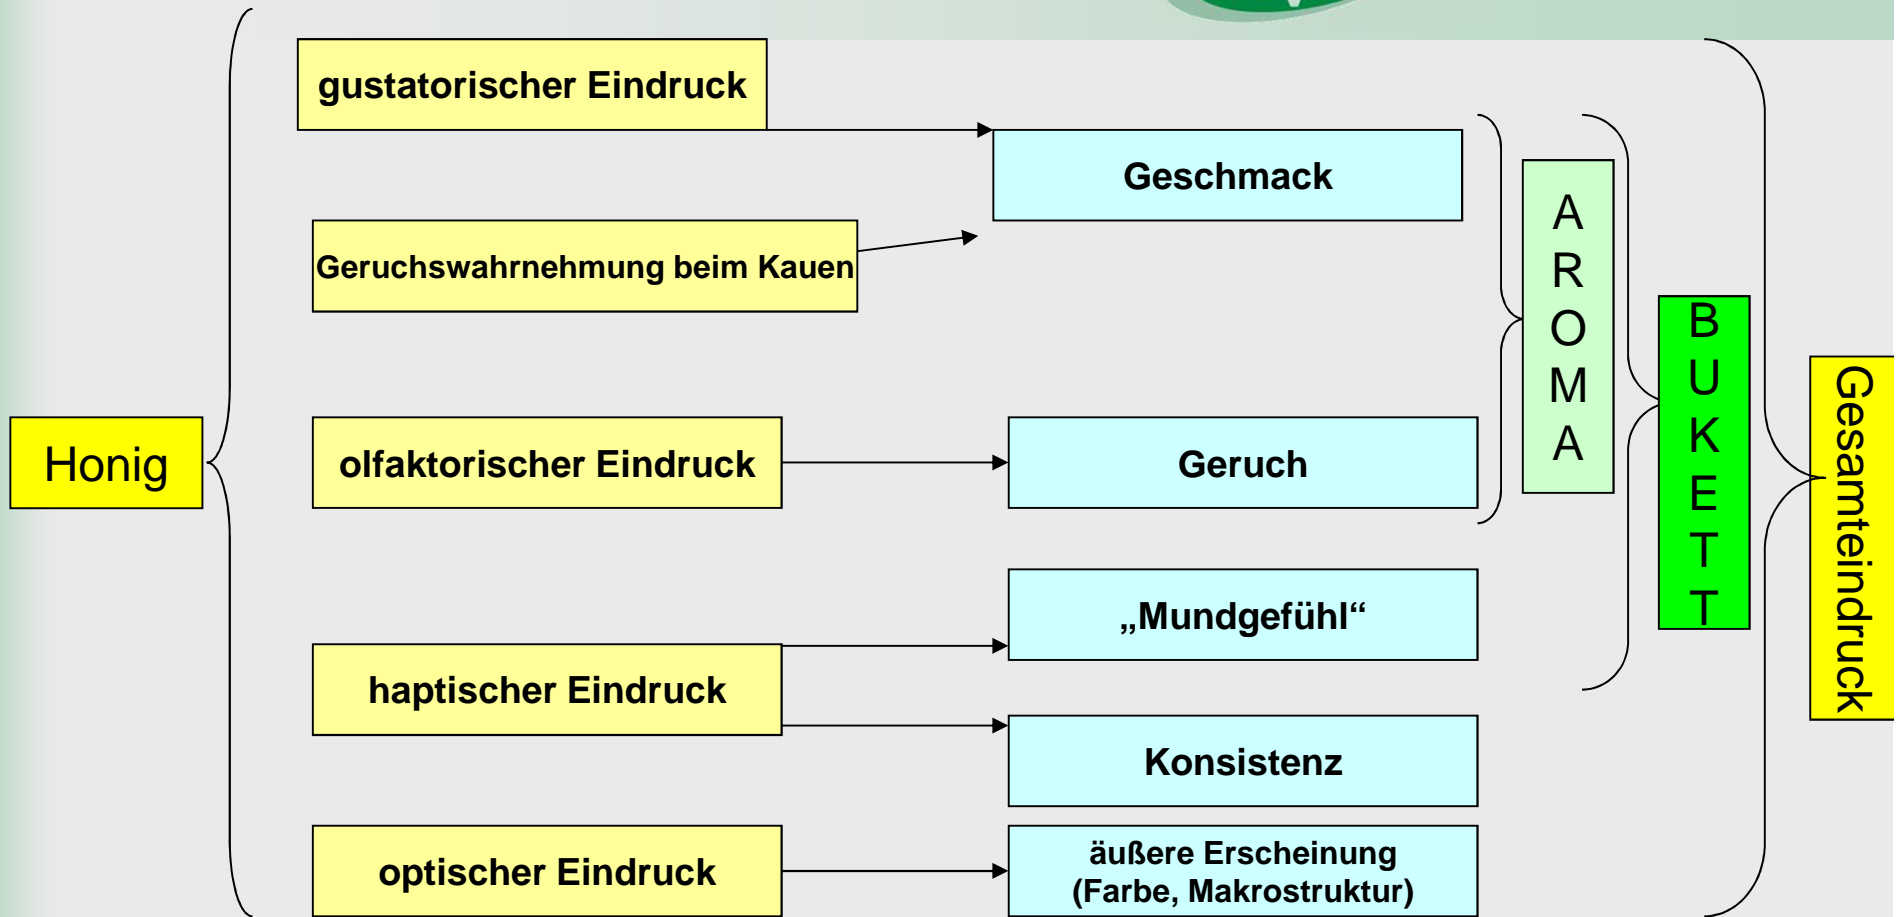 gustatorischer Eindruck
Geschmack
Geruchswahrnehmung beim Kauen
AROMA
BUKETT
Gesamteindruck
Honig
olfaktorischer Eindruck
Geruch
„Mundgefühl“
haptischer Eindruck
Konsistenz
optischer Eindruck
äußere Erscheinung
(Farbe, Makrostruktur)